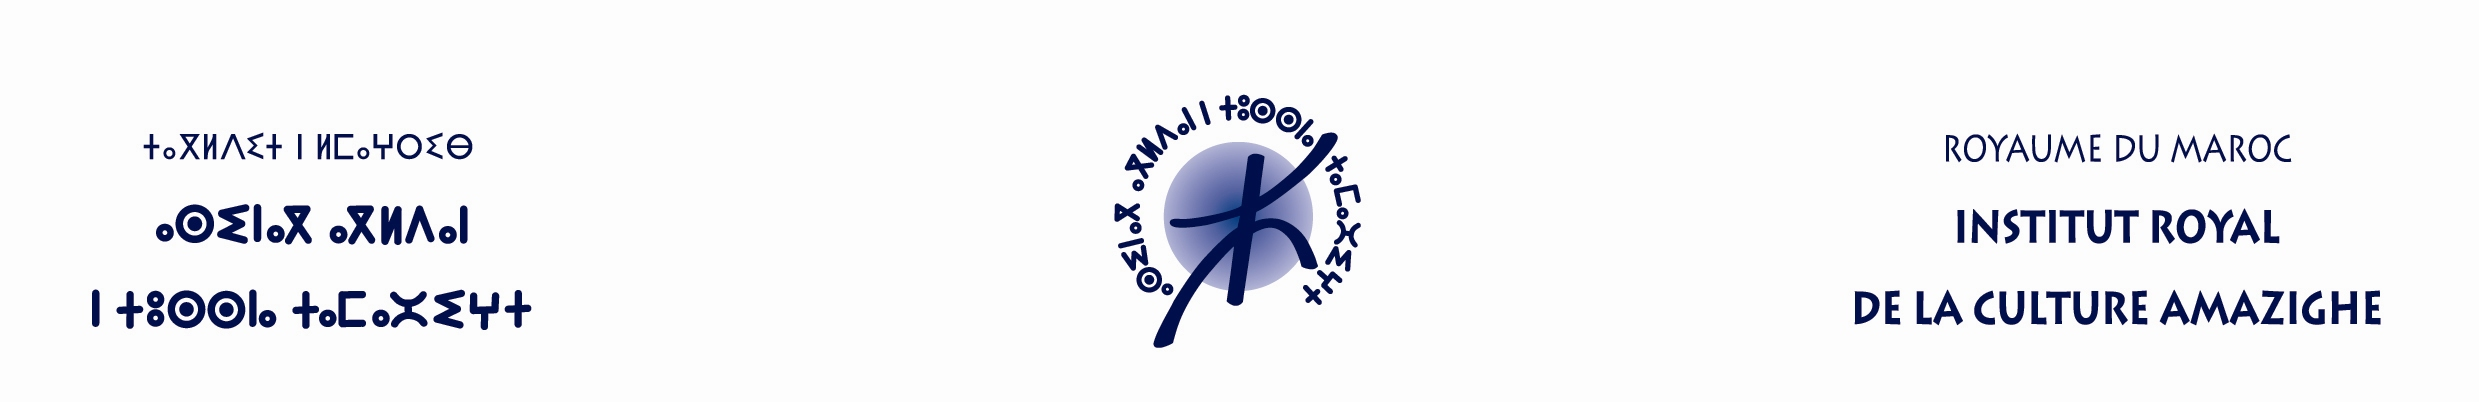 ⵜⴰⴳⵍⴷⵉⵜ ⵏ ⵍⵎⴰⵖⵔⵉⴱ
ⴰⵙⵉⵏⴰⴳ ⴰⴳⵍⴷⴰⵏ
ⵏ ⵜⵓⵙⵙⵏⴰ ⵜⴰⵎⴰⵣⵉⵖⵜ
ⴰⵙⵉⵏⴰⴳ ⴰⴳⵍⴷⴰⵏ ⵏ ⵜⵓⵙⵙⵏⴰ ⵜⴰⵎⴰⵣⵉⵖⵜ
ROYAUME DU MAROC
INSTITUT ROYAL
DE LA CULTURE AMAZIGHE